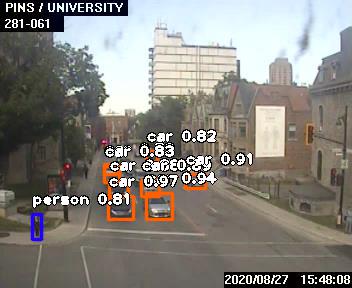 PINS / UNIVERSITY
281-061
car 0.82
car 0.83
car 0.91
car
car 0.94
car 0.97
person 0.81
2020/08/27 15:48:08